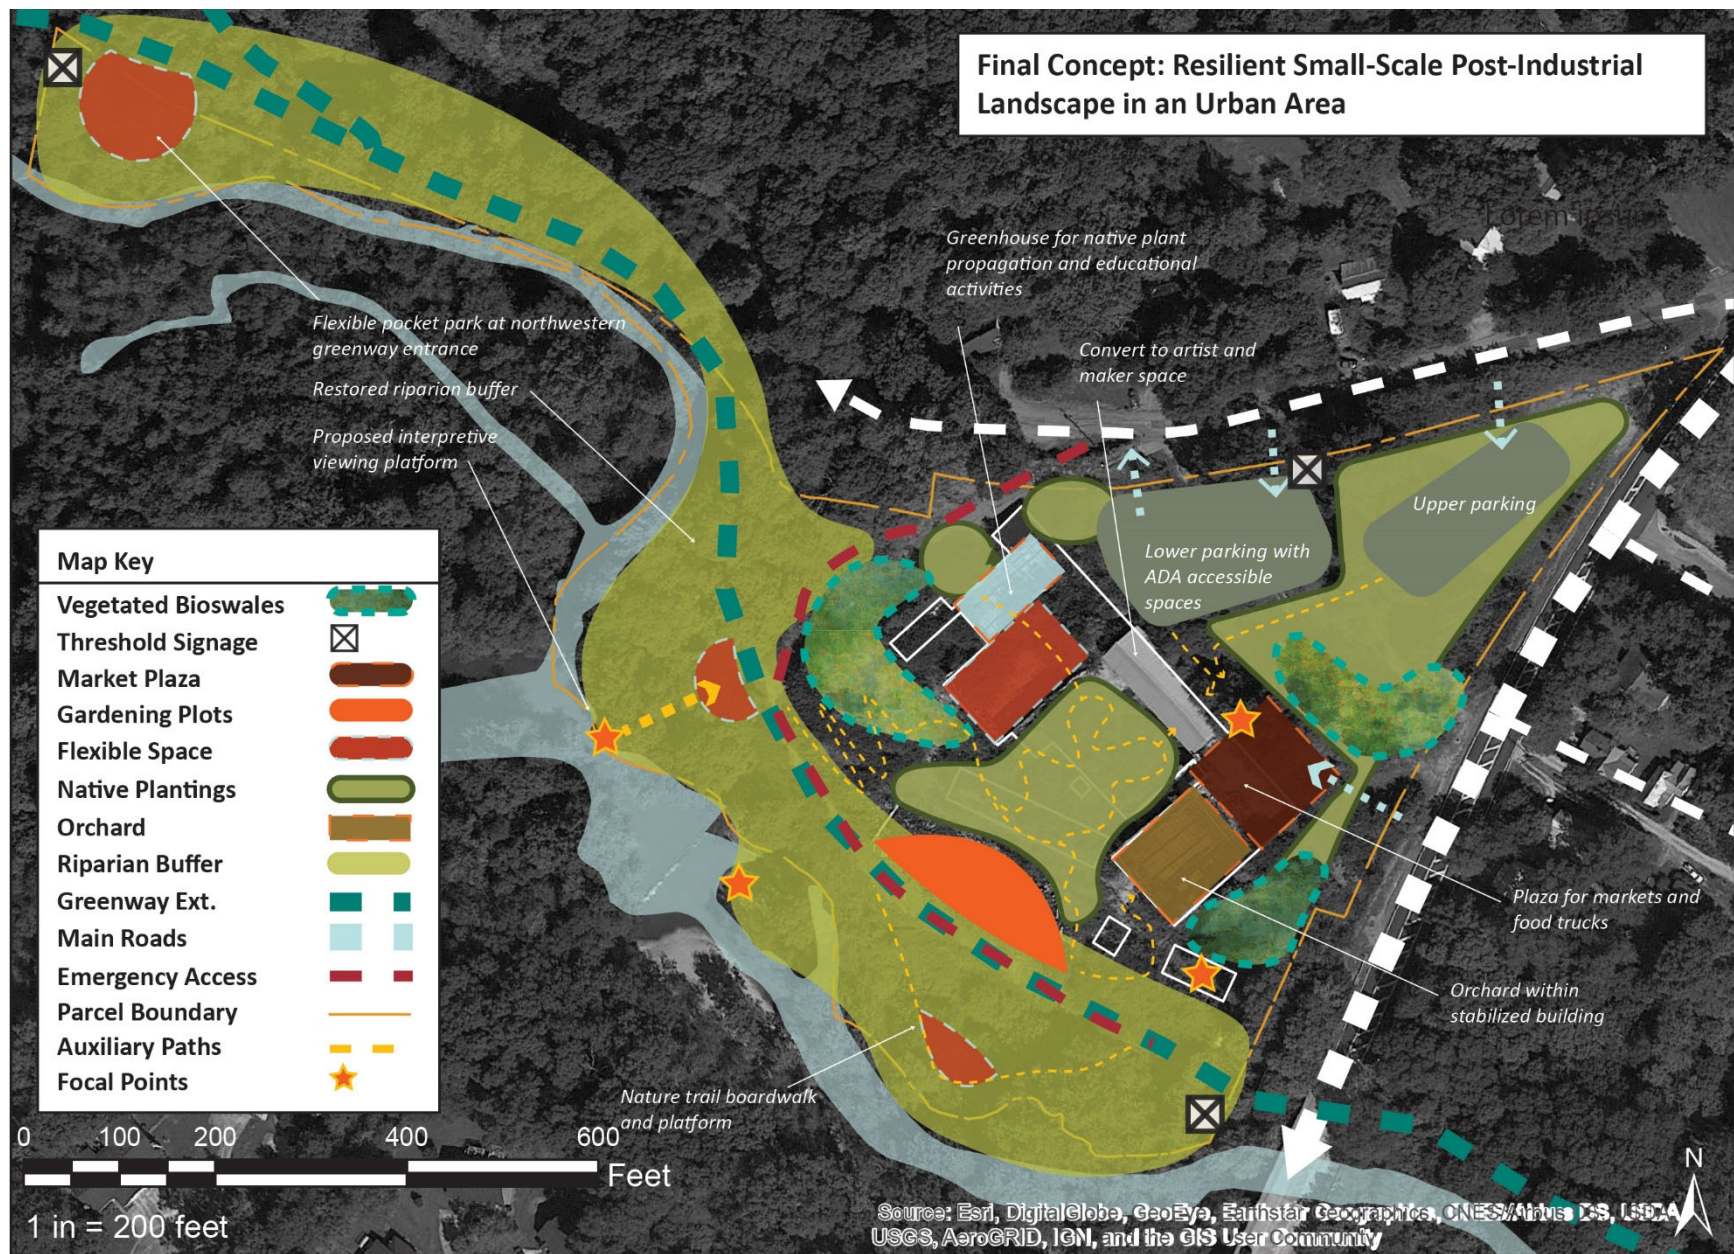 Final Concept: Resilient Small-Scale Post-Industrial
Landscape in an Urban Area
Lorem ipsum
Greenhouse for native plant
propagation and educational
activities
Convert to artist and
maker space
Flexible pocket park at northwestern
greenway entrance
Restored riparian buffer
Proposed interpretive
viewing platform
Upper parking
Lower parking with
ADA accessible
spaces
Map Key
Vegetated Bioswales
Threshold Signage
Market Plaza
Gardening Plots
Flexible Space
Native Plantings
Orchard
Riparian Buffer
Greenway Ext.
Main Roads
Emergency Access
Parcel Boundary
Auxiliary Paths
Focal Points
Plaza for markets and
food trucks
Orchard within
stabilized building
Nature trail boardwalk
and platform
0 100 200 400 600
Feet
1 in = 200 feet
N
Source: Esri, DigitalGlobe, GeoEye, Earthstar Geographics, CNES/Airbus DS, USDA,
USGS, AeroGRID, IGN, and the GIS User Community